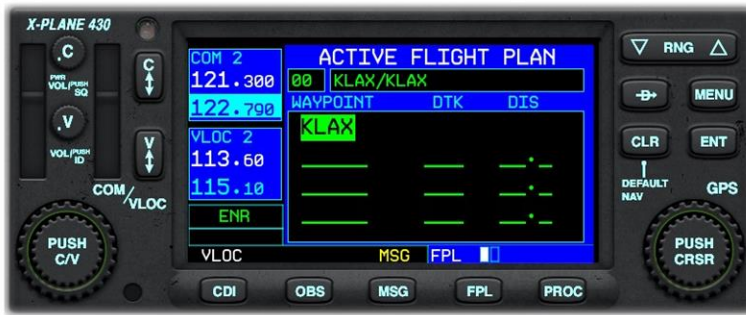 X-PLANE 430
C
PWR
VOL/PUSH
SQ
V
VOL/PUSH
ID
C
V
COM/VLOC
PUSH
C/V
COM 2
121.300
122.790
VLOC 2
113.60
115.10
ENR
VLOC
ACTIVE FLIGHT PLAN
00 KLAX/KLAX
WAYPOINT DTK DIS
KLAX
MSG FPL
CDI OBS MSG FPL PROC
RNG
D MENU
CLR ENT
DEFAULT
NAV
GPS
PUSH
CRSR